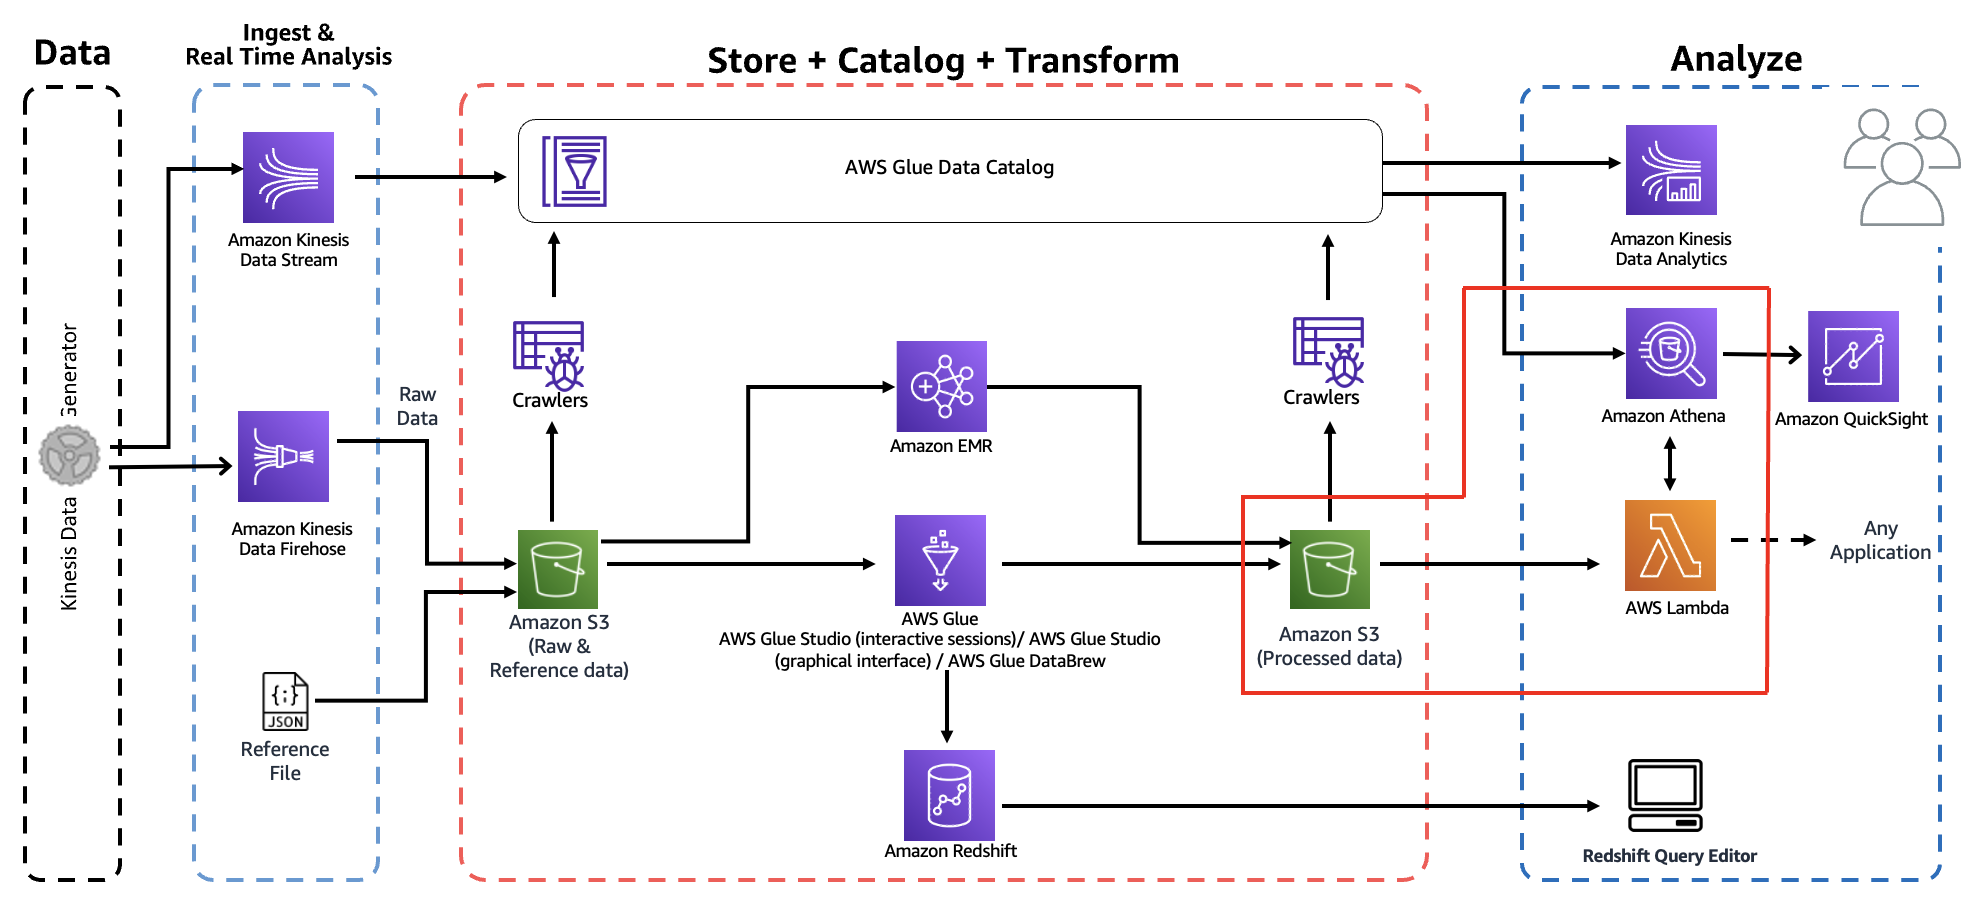 Data
Ingest &
Real Time Analysis
Store + Catalog + Transform
Analyze
Kinesis Data Generator
Amazon Kinesis
Data Stream
Amazon Kinesis
Data Firehose
Raw
Data
{;}
JSON
Reference
File
AWS Glue Data Catalog
Crawlers
Crawlers
Amazon EMR
Amazon S3
(Raw &
Reference data)
AWS Glue
AWS Glue Studio (interactive sessions)/ AWS Glue Studio
(graphical interface) / AWS Glue DataBrew
Amazon S3
(Processed data)
Amazon Redshift
Amazon Kinesis
Data Analytics
Amazon Athena
Amazon QuickSight
AWS Lambda
Any
Application
Redshift Query Editor